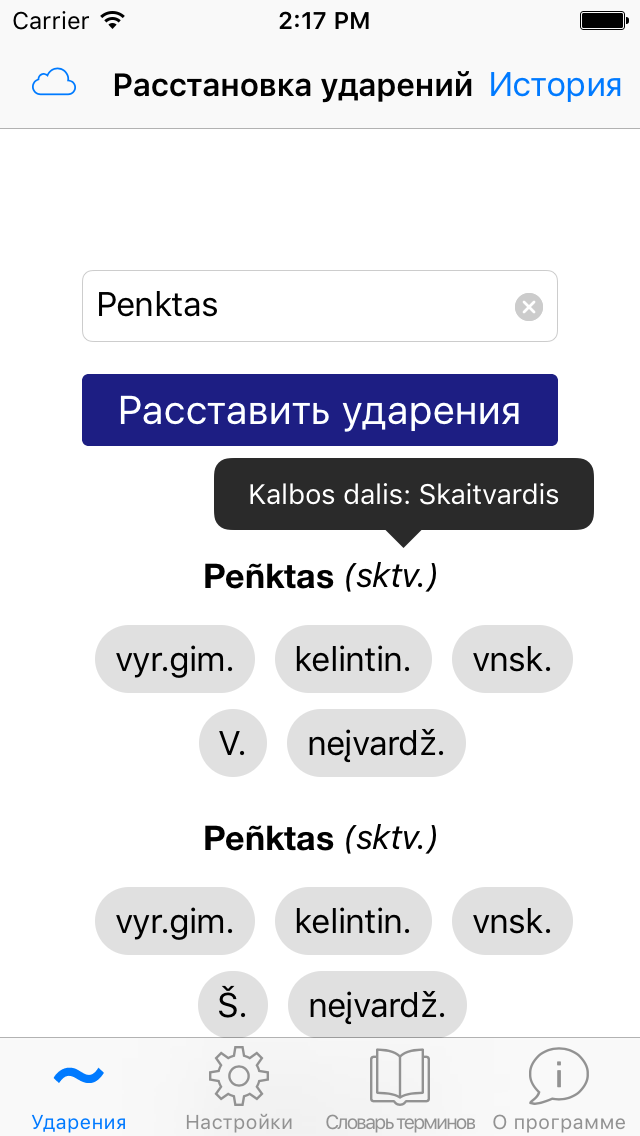 Carrier 2:17 PM
Расстановка ударений История
Penktas
Расставить ударения
Kalbos dalis: Skaitvardis
Peñktas (sktv.)
vyr.gim. kelintin. vnsk.
V. neįvardž.
Peñktas (sktv.)
vyr.gim. kelintin. vnsk.
Š. neįvardž.
Ударения Настройки Словарь терминов О программе